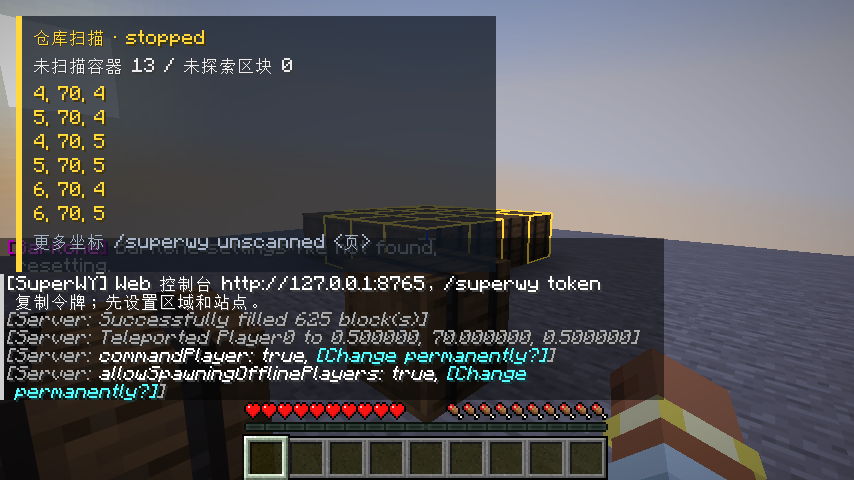 仓库扫描 · stopped
未扫描容器 13 / 未探索区块 0
4, 70, 4
5, 70, 4
4, 70, 5
5, 70, 5
6, 70, 4
6, 70, 5
更多坐标 /superwy unscanned <页>
found,
resetting.
[SuperWY] Web 控制台 http://127.0.0.1:8765, /superwy token
复制令牌；先设置区域和站点。
[Server: Successfully filled 625 block(s)]
[Server: Teleported Player0 to 0.500000, 70.000000, 0.500000]
[Server: commandPlayer: true, [Change permanently?]]
[Server: allowSpawningOfflinePlayers: true, [Change
permanently?]]